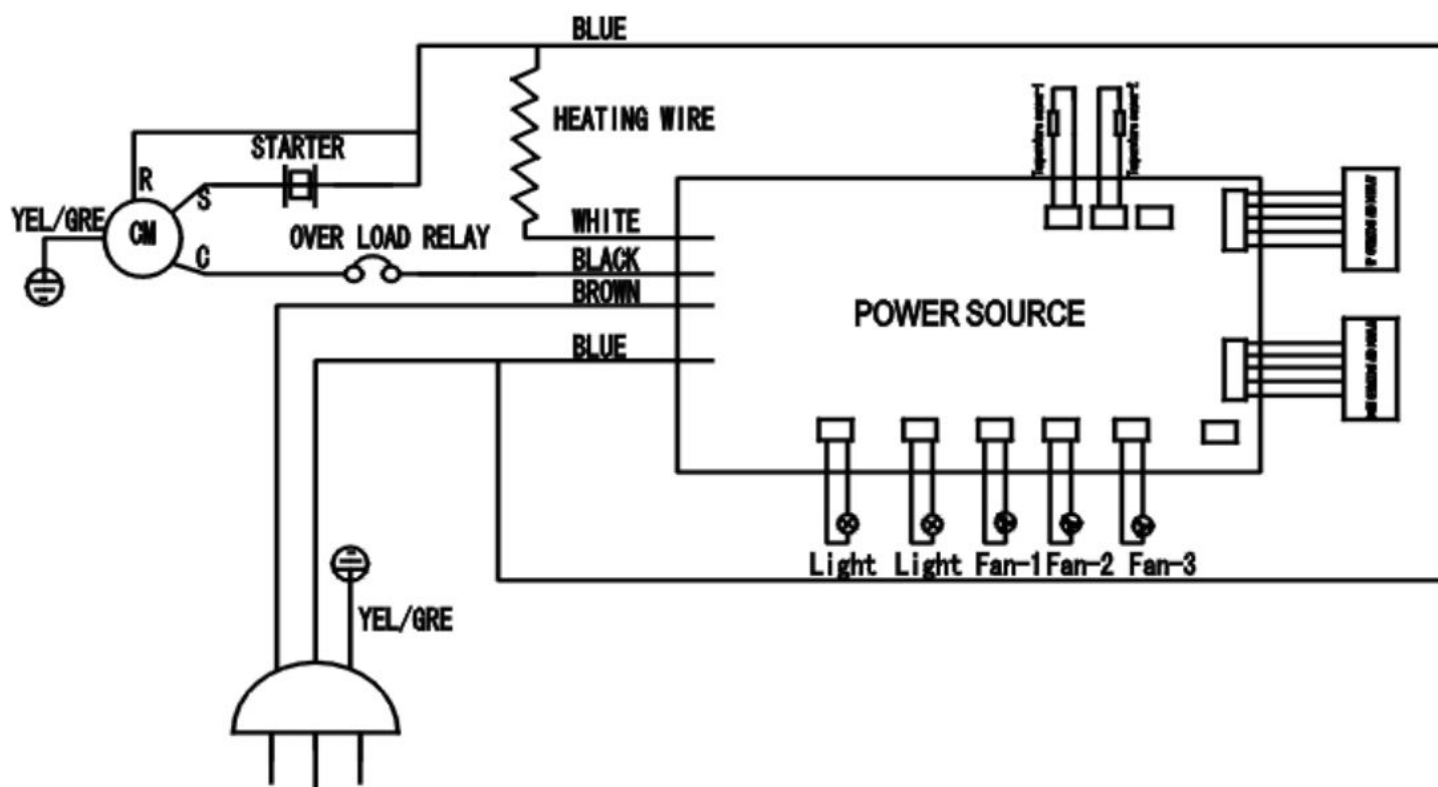 BLUE
HEATING WIRE
STARTER
R
S
YEL/GRE
CM
WHITE
OVER LOAD RELAY
C
BLACK
BROWN
POWER SOURCE
BLUE
Light Light Fan-1 Fan-2 Fan-3
YEL/GRE